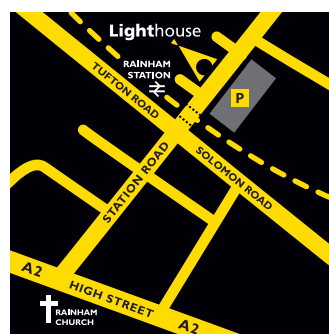 Lighthouse
RAINHAM
STATION
TUFTON ROAD
P
STATION ROAD
SOLOMON ROAD
A2
HIGH STREET
A2
RAINHAM
CHURCH